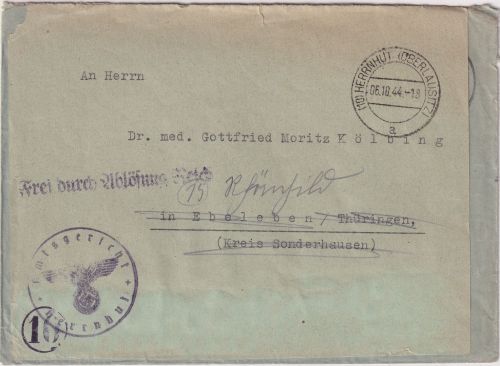 An Herrn
(10) HERRNHUT (OBERLAUSITZ)
06.10.44.-18
a
Dr. med. Gottfried Moritz Kölbing
Frei durch Ablösung Reich
(15)
in Ebeleben / Thüringen,
(Kreis Sonderhausen)
Amtsgericht
Herrnhut
10